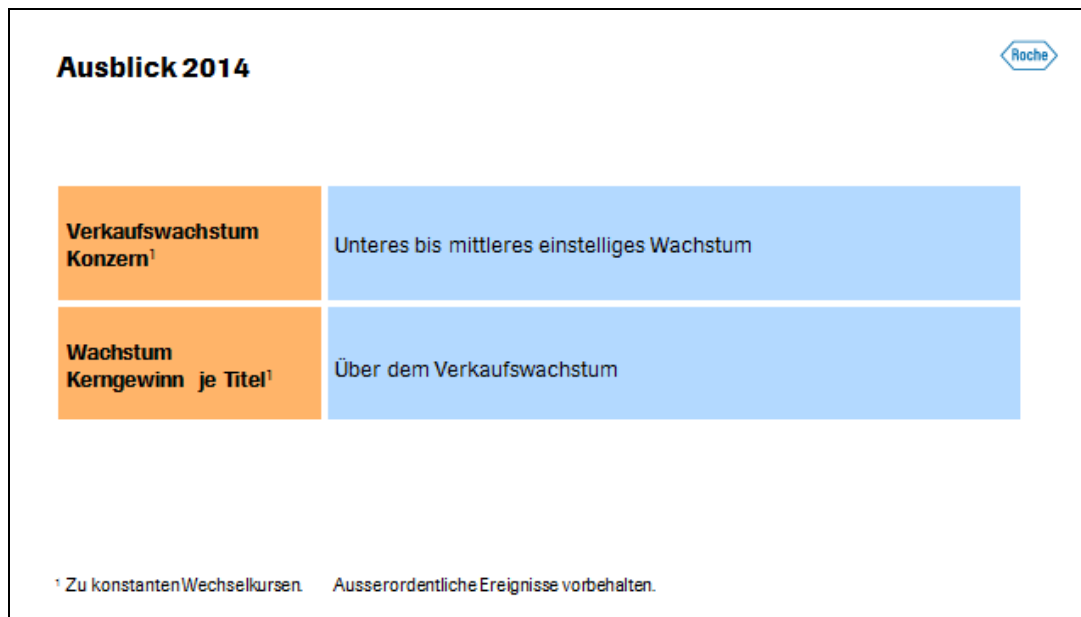 Ausblick 2014
Roche
Verkaufswachstum
Konzern¹
Unteres bis mittleres einstelliges Wachstum
Wachstum
Kerngewinn je Titel¹
Über dem Verkaufswachstum
¹ Zu konstanten Wechselkursen. Ausserordentliche Ereignisse vorbehalten.